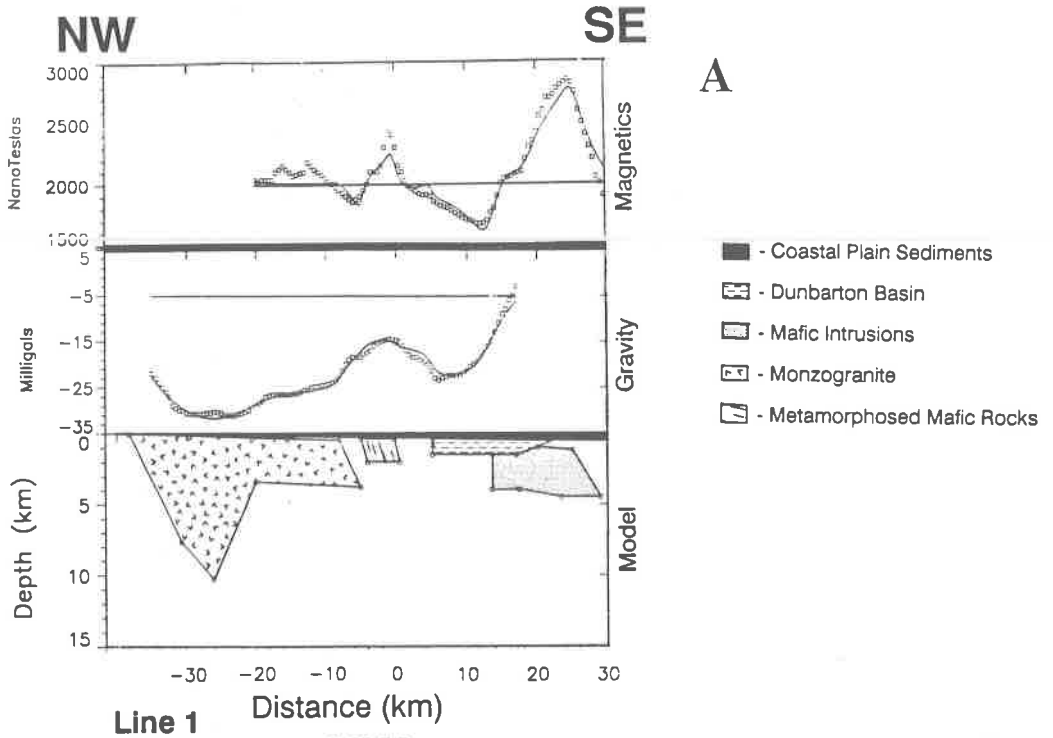 NW
SE
A
3000
2500
2000
1500
NanoTeslas
Magnetics
5
-5
-15
-25
-35
Milligals
Gravity
0
5
10
15
Depth (km)
Model
-30 -20 -10 0 10 20 30
Distance (km)
Line 1
- Coastal Plain Sediments
- Dunbarton Basin
- Mafic Intrusions
- Monzogranite
- Metamorphosed Mafic Rocks